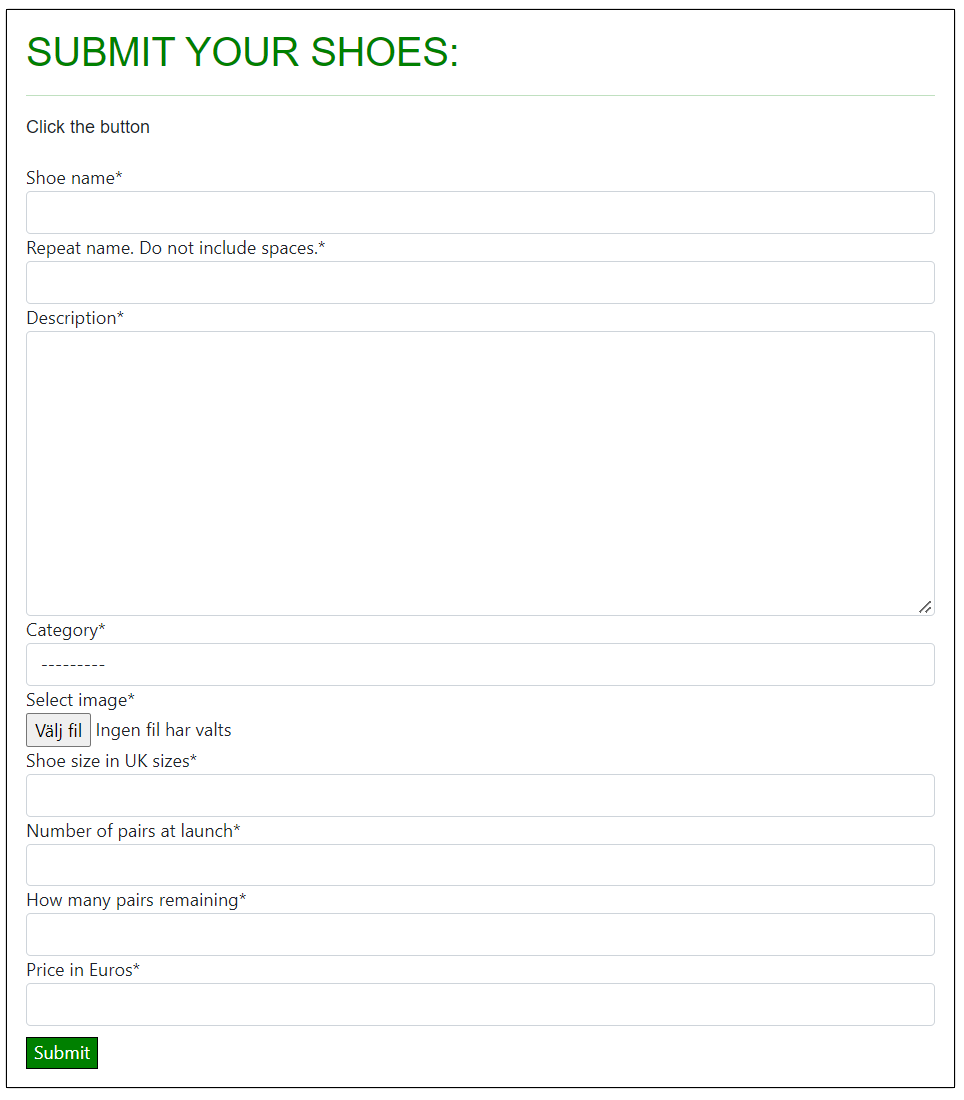 SUBMIT YOUR SHOES:
Click the button
Shoe name*
Repeat name. Do not include spaces.*
Description*
Category*
---------
Select image*
Välj fil Ingen fil har valts
Shoe size in UK sizes*
Number of pairs at launch*
How many pairs remaining*
Price in Euros*
Submit